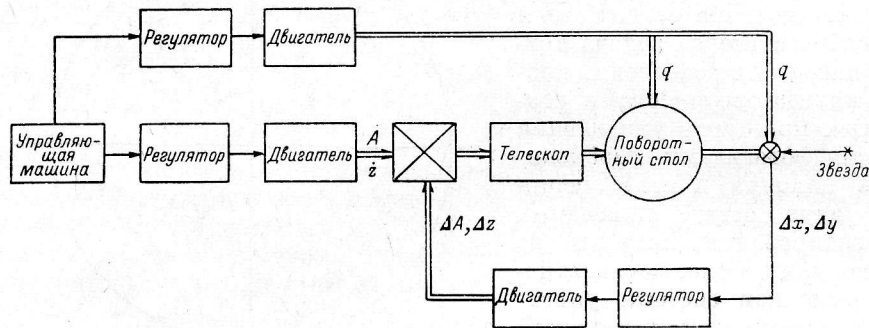 Регулятор
Двигатель
q
q
Управляю-
щая
машина
Регулятор
Двигатель
Ȧ
ż
Телескоп
Поворот-
ный стол
Звезда
ΔA, Δz
Δx, Δy
Двигатель
Регулятор